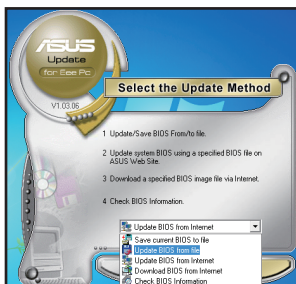 ASUS
Update
for Eee Pc
V1.03.06
Select the Update Method
1 Update/Save BIOS From/to file.
2 Update system BIOS using a specified BIOS file on
ASUS Web Site.
3 Download a specified BIOS image file via Internet.
4 Check BIOS Information.
Update BIOS from Internet
Save current BIOS to file
Update BIOS from file
Update BIOS from Internet
Download BIOS from Internet
Check BIOS Information